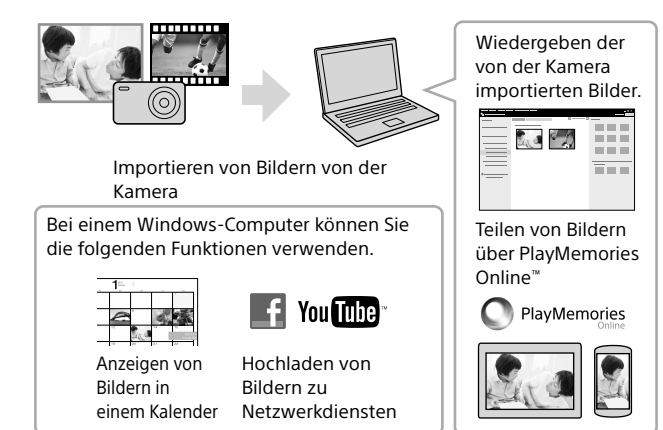 Importieren von Bildern von der
Kamera
Wiedergeben der
von der Kamera
importierten Bilder.
Teilen von Bildern
über PlayMemories
Online™
PlayMemories
Online
Bei einem Windows-Computer können Sie
die folgenden Funktionen verwenden.
1
f YouTube™
Anzeigen von
Bildern in
einem Kalender
Hochladen von
Bildern zu
Netzwerkdiensten